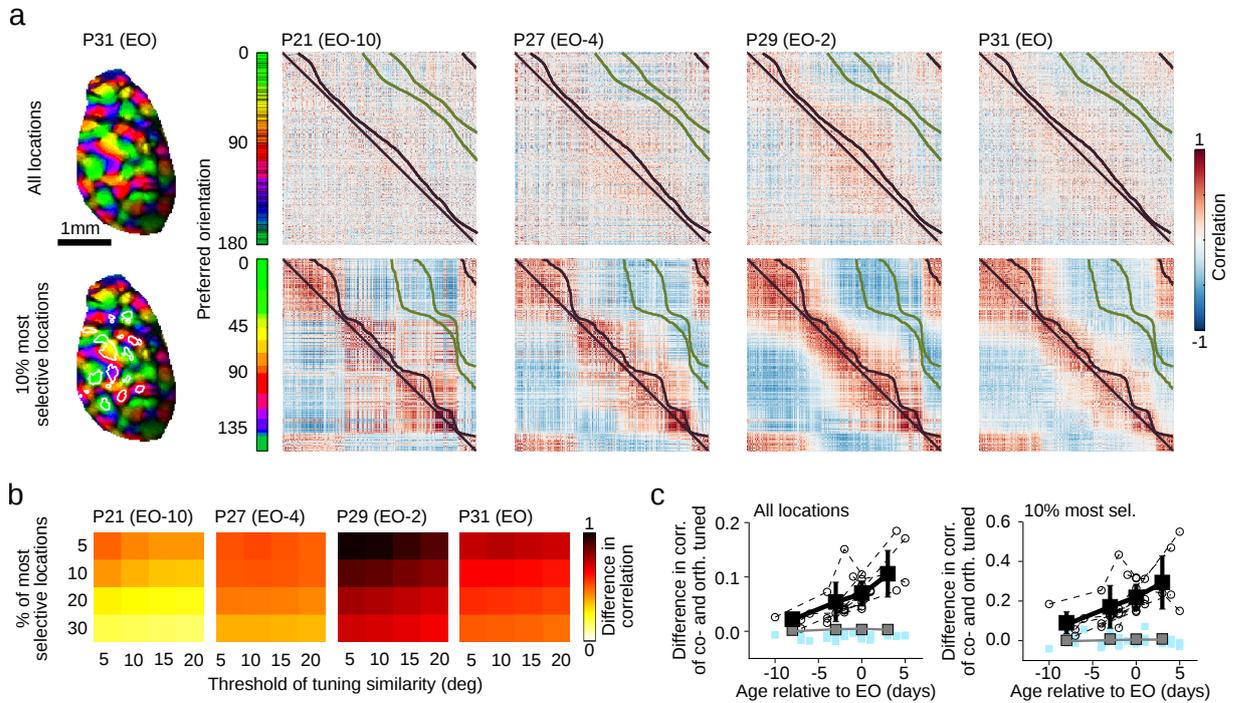 a
P31 (EO)
P21 (EO-10)
P27 (EO-4)
P29 (EO-2)
P31 (EO)
All locations
1mm
10% most
selective locations
Preferred orientation
0
90
180
0
45
90
135
1
-1
Correlation
b
P21 (EO-10)
P27 (EO-4)
P29 (EO-2)
P31 (EO)
% of most
selective locations
5
10
20
30
5 10 15 20
5 10 15 20
5 10 15 20
5 10 15 20
Threshold of tuning similarity (deg)
1
0
Difference in
correlation
c
All locations
Difference in corr.
of co- and orth. tuned
0.2
0.1
0.0
-10 -5 0 5
Age relative to EO (days)
10% most sel.
Difference in corr.
of co- and orth. tuned
0.6
0.4
0.2
0.0
-10 -5 0 5
Age relative to EO (days)